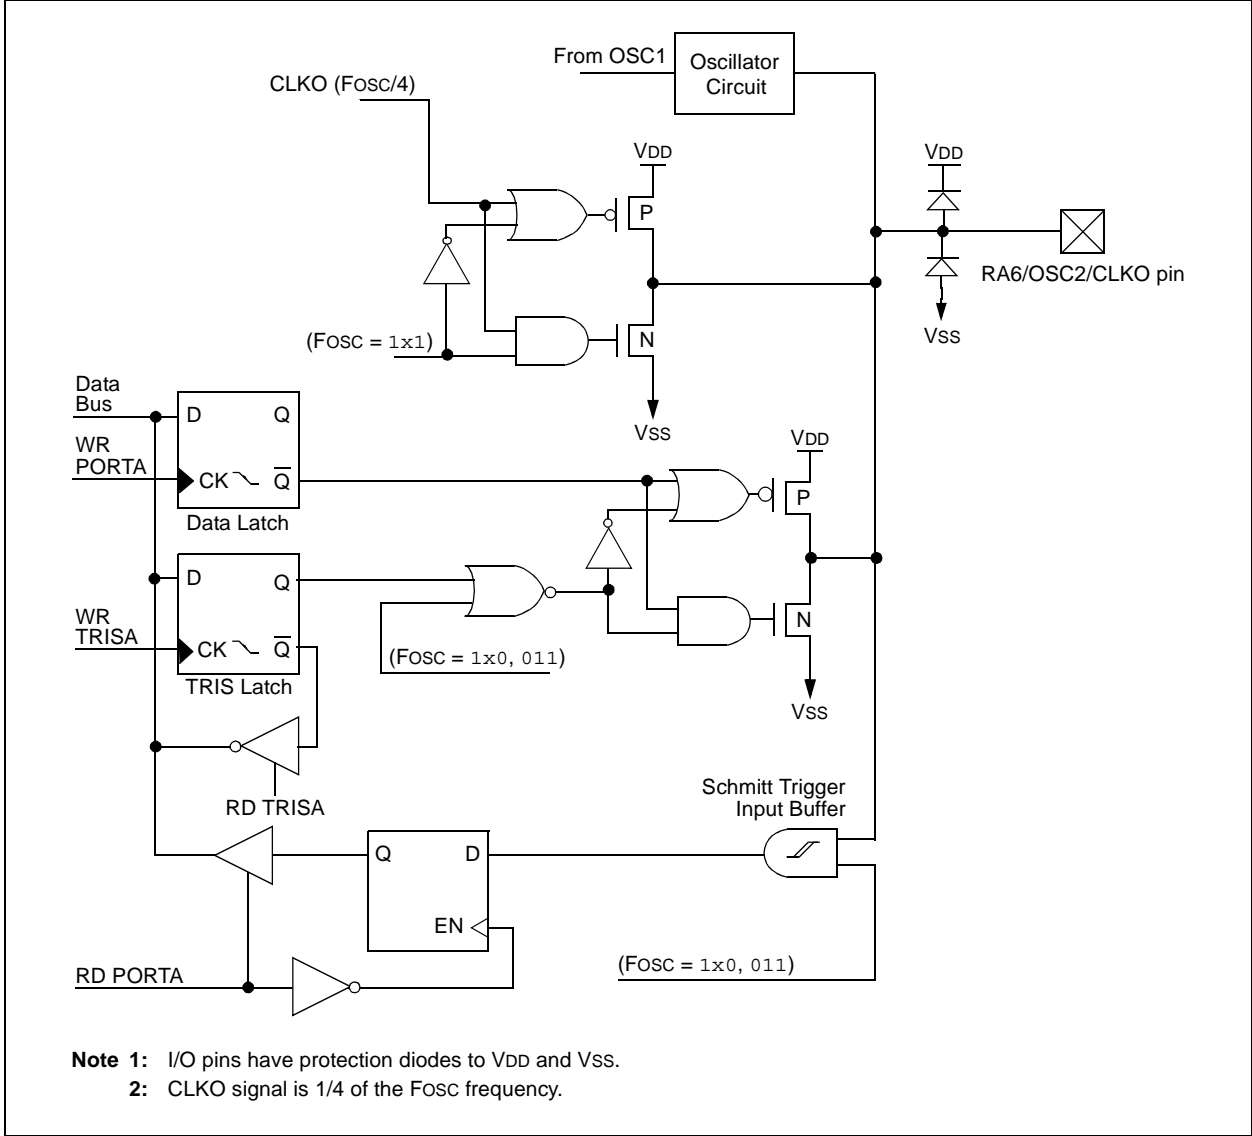 From OSC1
Oscillator
Circuit
CLKO (FOSC/4)
VDD
VDD
P
RA6/OSC2/CLKO pin
(FOSC = 1x1)
N
VSS
VSS
Data
Bus
D Q
WR
PORTA
CK Q
Data Latch
VDD
P
D Q
WR
TRISA
CK Q
TRIS Latch
(FOSC = 1x0, 011)
N
VSS
RD TRISA
Schmitt Trigger
Input Buffer
Q D
EN
RD PORTA
(FOSC = 1x0, 011)
Note 1: I/O pins have protection diodes to VDD and VSS.
2: CLKO signal is 1/4 of the FOSC frequency.